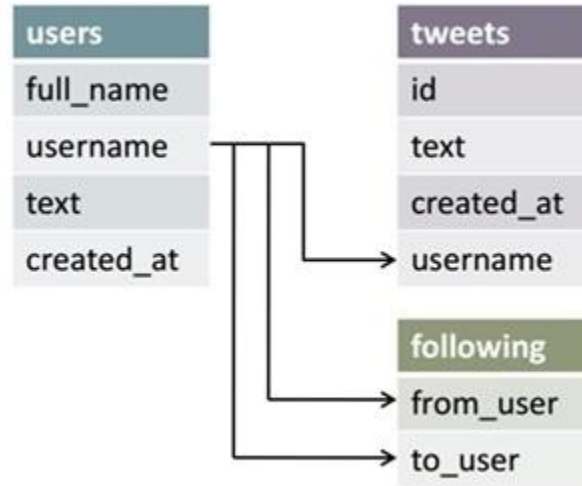 users
full_name
username
text
created_at
tweets
id
text
created_at
username
following
from_user
to_user